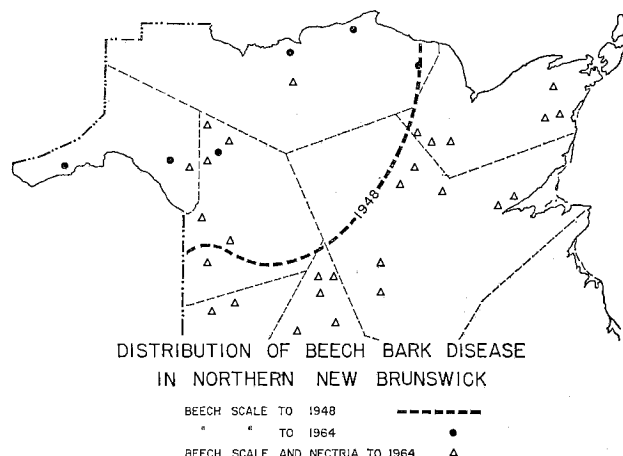 1948
DISTRIBUTION OF BEECH BARK DISEASE
IN NORTHERN NEW BRUNSWICK
BEECH SCALE TO 1948
" " TO 1964
BEECH SCALE AND NECTRIA TO 1964